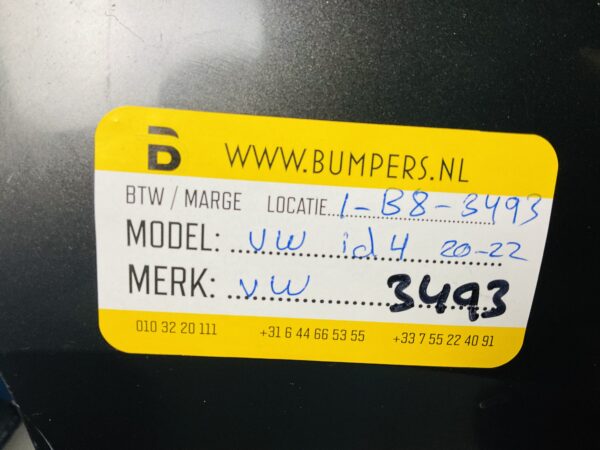 WWW.BUMPERS.NL
BTW / MARGE LOCATIE...1-B8-3493
MODEL: vw id4 20-22
MERK: vw 3493
010 32 20 111 +31 6 44 66 53 55 +33 7 55 22 40 91